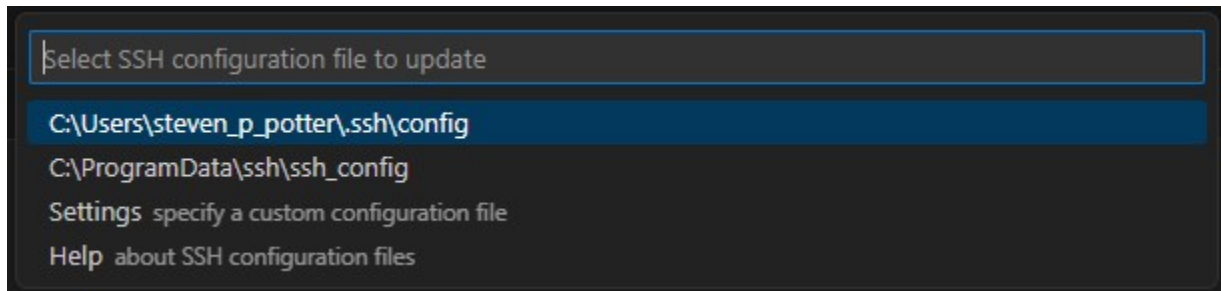 Select SSH configuration file to update
C:\Users\steven_p_potter\.ssh\config
C:\ProgramData\ssh\ssh_config
Settings specify a custom configuration file
Help about SSH configuration files